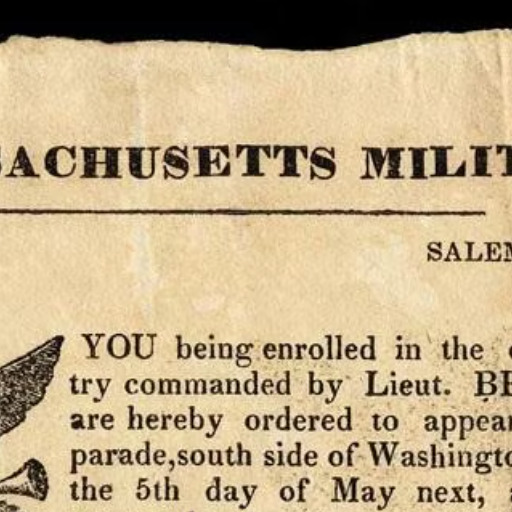 SACHUSETTS MILIT
SALEM
YOU being enrolled in the
try commanded by Lieut. BE
are hereby ordered to appear
parade,south side of Washingto
the 5th day of May next,